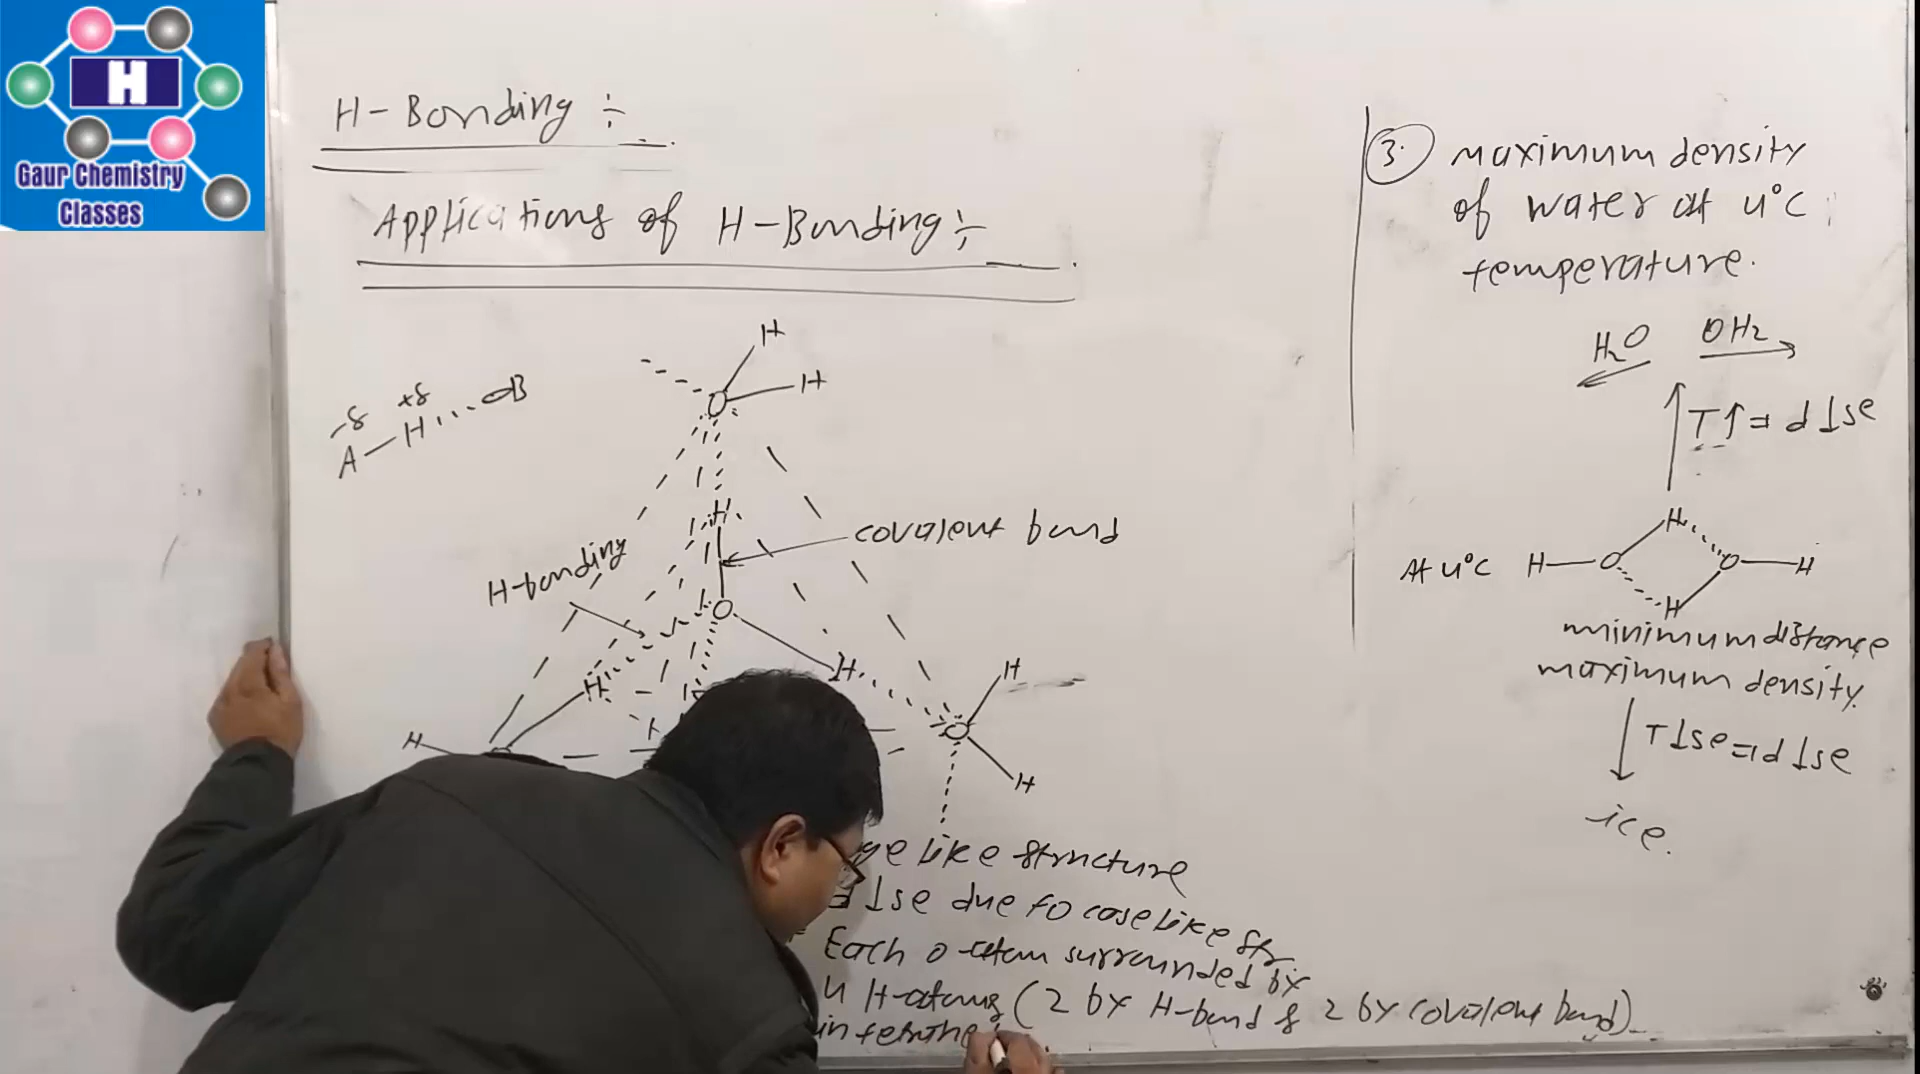 H
Gaur Chemistry
Classes
H-Bonding ÷
Applications of H-Bonding ÷
-δ +δ
A—H....B
H
H
O
H
covalent bond
H-bonding
O
H
H
H
O
H
H
ge like structure
d↓se due to cage like str
Each O-atom surrounded by
4 H-atoms (2 by H-bond & 2 by covalent bond)
in
3. Maximum density
of water at 4°C
temperature.
H2O OH2
T↑ = d↓se
At 4°C H—O H O—H
H
minimum distance
maximum density.
T↓se = d↓se
ice.